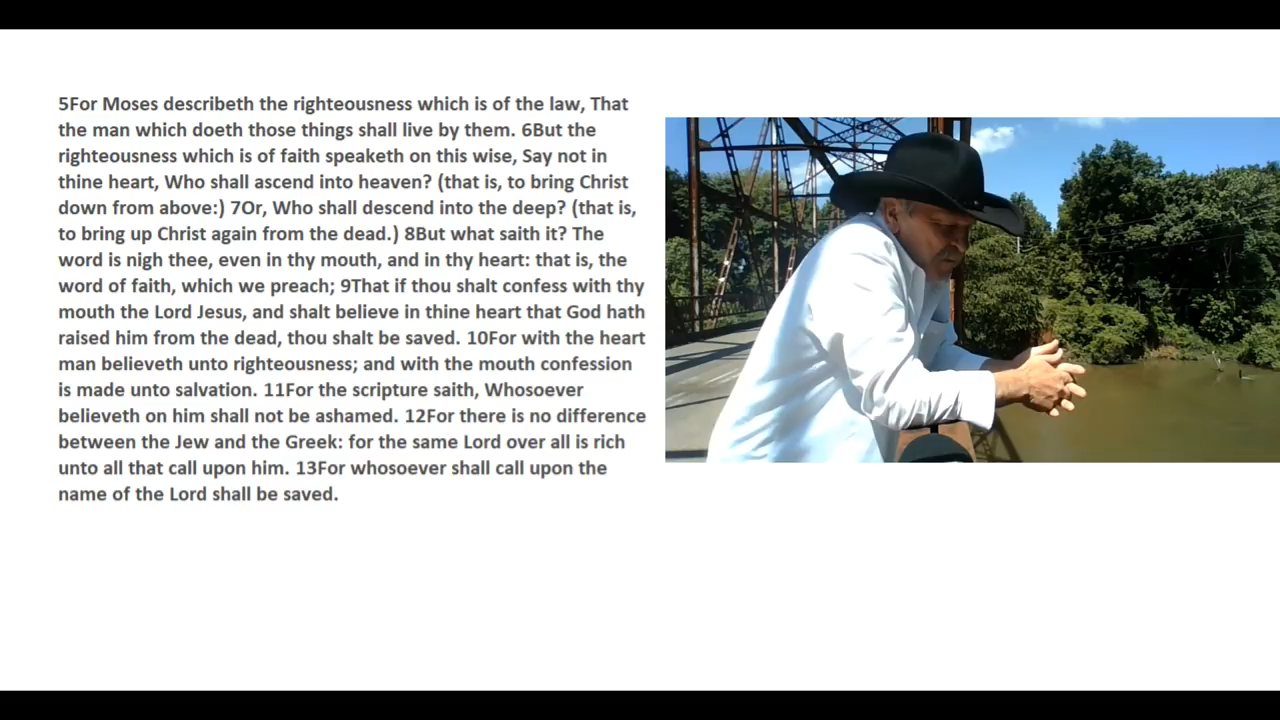 5For Moses describeth the righteousness which is of the law, That
the man which doeth those things shall live by them. 6But the
righteousness which is of faith speaketh on this wise, Say not in
thine heart, Who shall ascend into heaven? (that is, to bring Christ
down from above:) 7Or, Who shall descend into the deep? (that is,
to bring up Christ again from the dead.) 8But what saith it? The
word is nigh thee, even in thy mouth, and in thy heart: that is, the
word of faith, which we preach; 9That if thou shalt confess with thy
mouth the Lord Jesus, and shalt believe in thine heart that God hath
raised him from the dead, thou shalt be saved. 10For with the heart
man believeth unto righteousness; and with the mouth confession
is made unto salvation. 11For the scripture saith, Whosoever
believeth on him shall not be ashamed. 12For there is no difference
between the Jew and the Greek: for the same Lord over all is rich
unto all that call upon him. 13For whosoever shall call upon the
name of the Lord shall be saved.